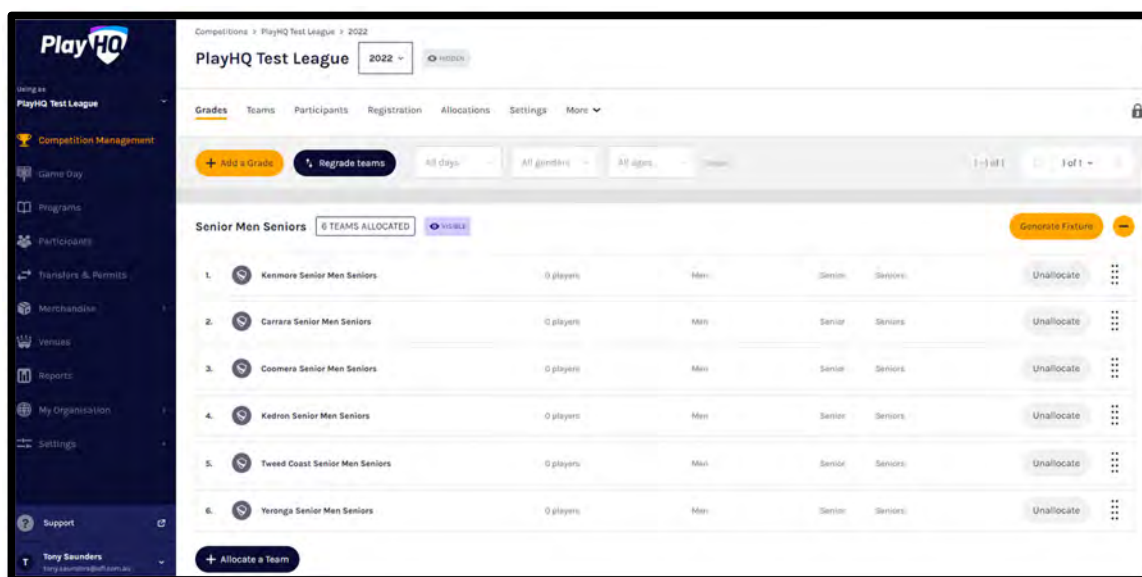 PlayHQ
Using as
PlayHQ Test League
Competition Management
Game Day
Programs
Participants
Transfers & Permits
Merchandise
Venues
Reports
My Organisation
Settings
Support
T Tony Saunders
Competitions > PlayHQ Test League > 2022
PlayHQ Test League 2022 HIDDEN
Grades Teams Participants Registration Allocations Settings More
+ Add a Grade Regrade teams All days All genders All ages 1-1 of 1 1 of 1
Senior Men Seniors 6 TEAMS ALLOCATED VISIBLE Generate Fixture
1. Kenmore Senior Men Seniors 0 players Men Senior Seniors Unallocate
2. Carrara Senior Men Seniors 0 players Men Senior Seniors Unallocate
3. Coomera Senior Men Seniors 0 players Men Senior Seniors Unallocate
4. Kedron Senior Men Seniors 0 players Men Senior Seniors Unallocate
5. Tweed Coast Senior Men Seniors 0 players Men Senior Seniors Unallocate
6. Yeronga Senior Men Seniors 0 players Men Senior Seniors Unallocate
+ Allocate a Team